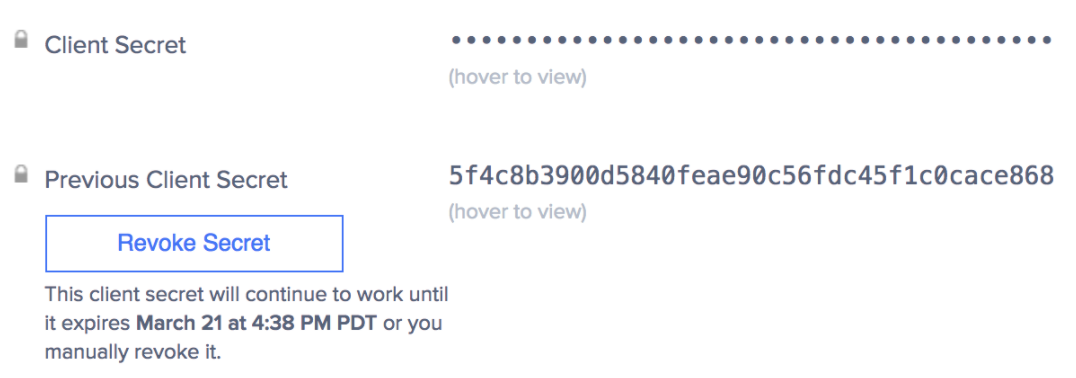 Client Secret
••••••••••••••••••••••••••••••••••••••••
(hover to view)
Previous Client Secret
5f4c8b3900d5840feae90c56fdc45f1c0cace868
(hover to view)
Revoke Secret
This client secret will continue to work until
it expires March 21 at 4:38 PM PDT or you
manually revoke it.